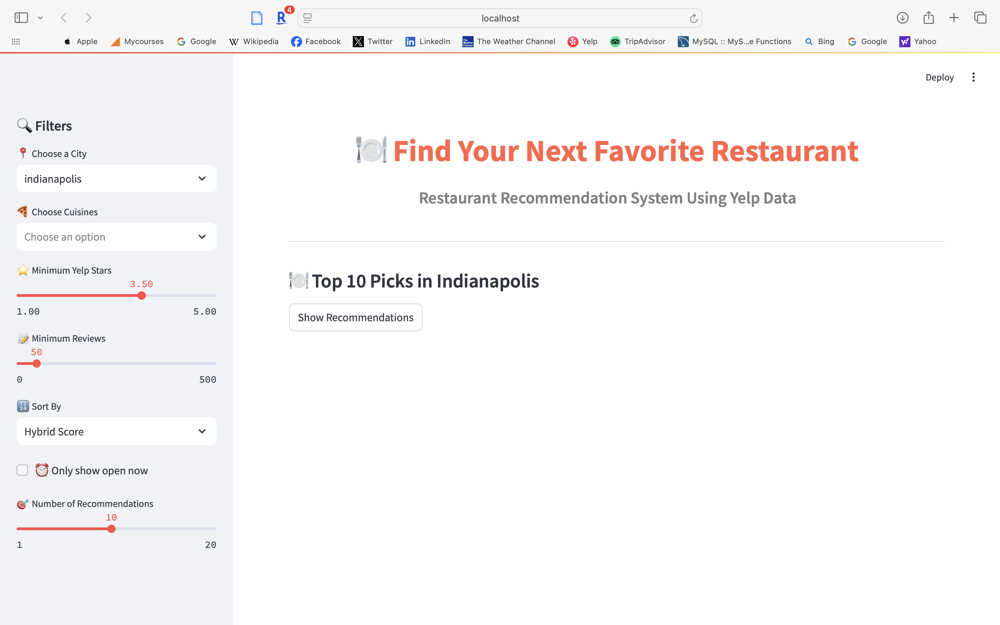 4
localhost
Apple Mycourses Google Wikipedia Facebook Twitter LinkedIn The Weather Channel Yelp TripAdvisor MySQL :: MyS...e Functions Bing Google Yahoo
Deploy
Filters
Choose a City
indianapolis
Choose Cuisines
Choose an option
Minimum Yelp Stars
3.50
1.00 5.00
Minimum Reviews
50
0 500
Sort By
Hybrid Score
Only show open now
Number of Recommendations
10
1 20
Find Your Next Favorite Restaurant
Restaurant Recommendation System Using Yelp Data
Top 10 Picks in Indianapolis
Show Recommendations